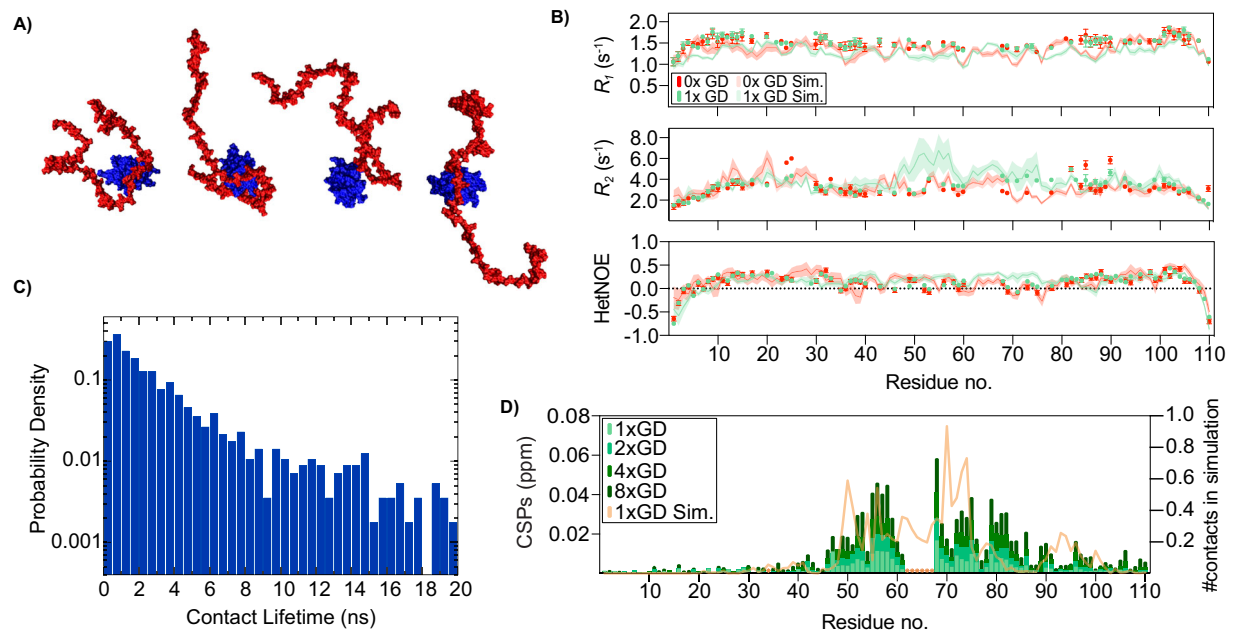 A)
B)
2.0
1.5
1.0
0.5
R₁ (s⁻¹)
0x GD 0x GD Sim.
1x GD 1x GD Sim.
8.0
6.0
4.0
2.0
R₂ (s⁻¹)
1.0
0.5
0.0
-0.5
-1.0
HetNOE
10 20 30 40 50 60 70 80 90 100 110
Residue no.
C)
0.1
0.01
0.001
Probability Density
0 2 4 6 8 10 12 14 16 18 20
Contact Lifetime (ns)
D)
0.08
0.06
0.04
0.02
CSPs (ppm)
1xGD
2xGD
4xGD
8xGD
1xGD Sim.
1.0
0.8
0.6
0.4
0.2
#contacts in simulation
10 20 30 40 50 60 70 80 90 100 110
Residue no.